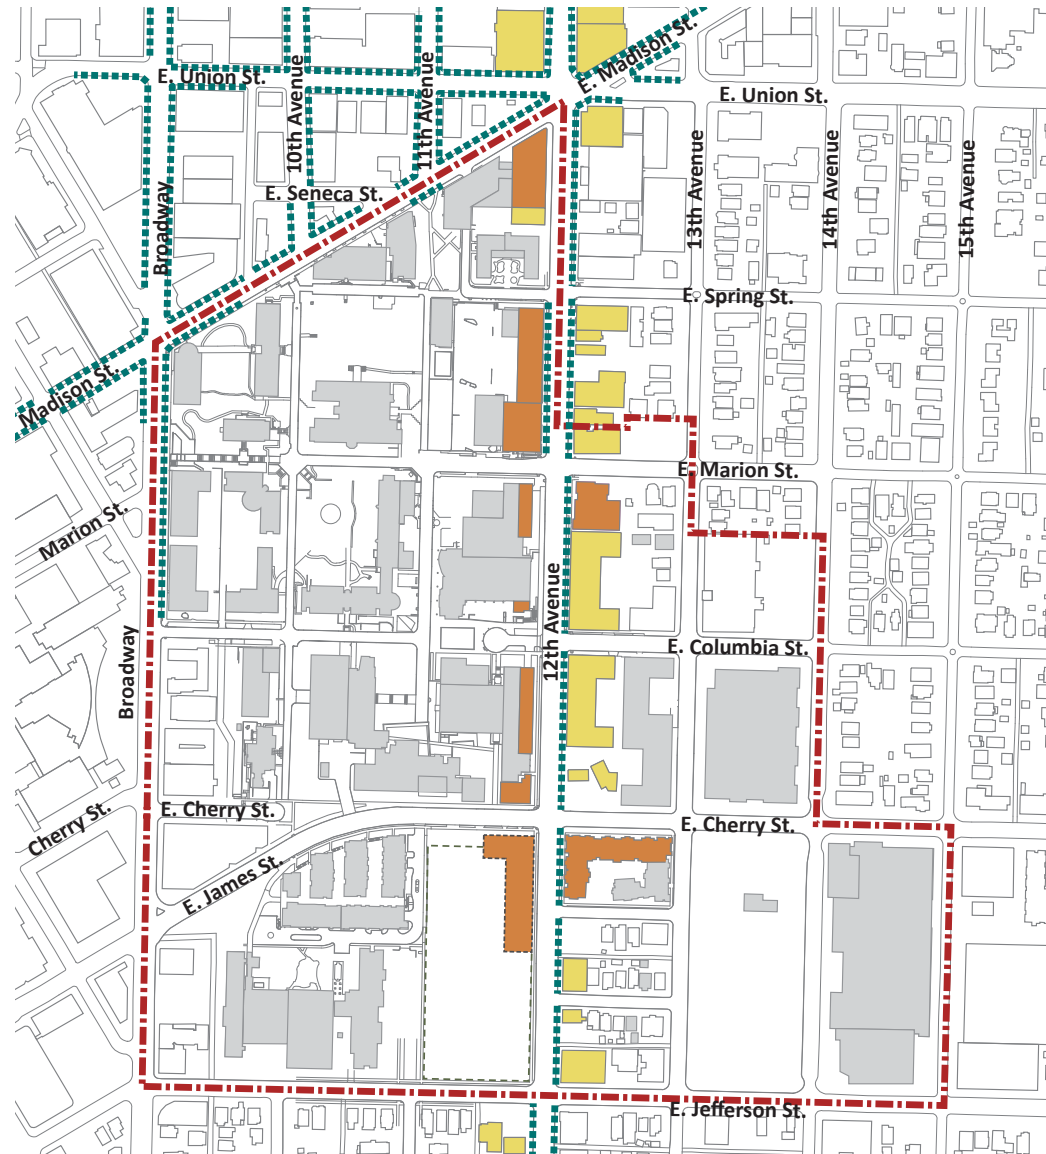 E. Union St.
E. Madison St.
E. Union St.
10th Avenue
11th Avenue
13th Avenue
14th Avenue
15th Avenue
E. Seneca St.
Broadway
E. Spring St.
Madison St.
E. Marion St.
Marion St.
12th Avenue
E. Columbia St.
Broadway
E. Cherry St.
E. Cherry St.
Cherry St.
E. James St.
E. Jefferson St.